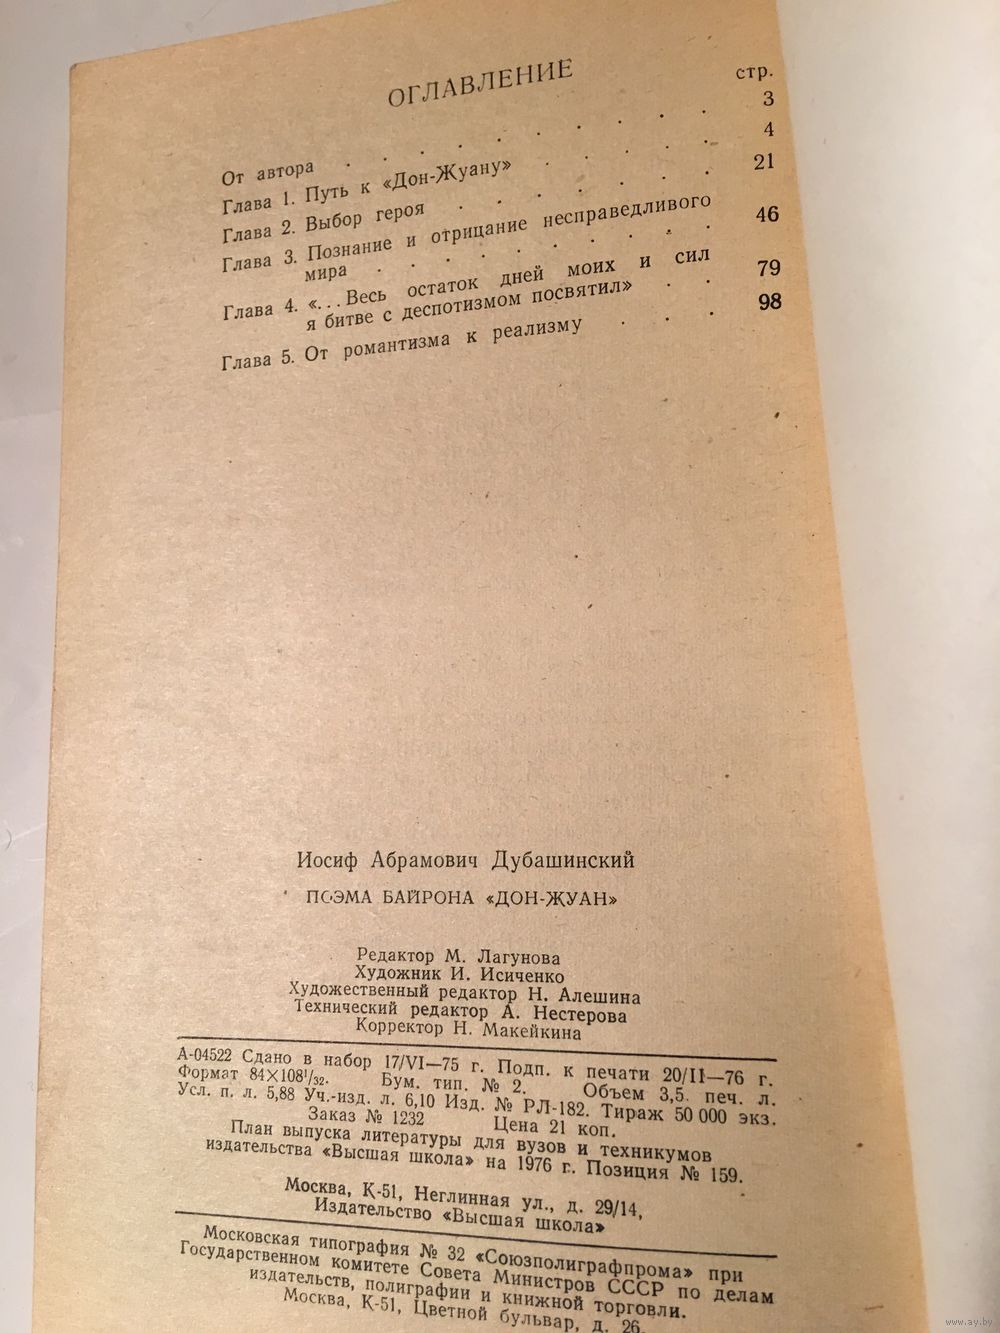 ОГЛАВЛЕНИЕ
стр.
От автора . . . . . . . . 3
Глава 1. Путь к «Дон-Жуану» . . . . 4
Глава 2. Выбор героя . . . . . . 21
Глава 3. Познание и отрицание несправедливого
мира . . . . . . . . . 46
Глава 4. «...Весь остаток дней моих и сил
я битве с деспотизмом посвятил» . . 79
Глава 5. От романтизма к реализму . . . 98
Иосиф Абрамович Дубашинский
ПОЭМА БАЙРОНА «ДОН-ЖУАН»
Редактор М. Лагунова
Художник И. Исиченко
Художественный редактор Н. Алешина
Технический редактор А. Нестерова
Корректор Н. Макейкина
А-04522 Сдано в набор 17/VI—75 г. Подп. к печати 20/II—76 г.
Формат 84×108¹/₃₂. Бум. тип. № 2. Объем 3,5 печ. л.
Усл. п. л. 5,88 Уч.-изд. л. 6,10 Изд. № РЛ-182. Тираж 50 000 экз.
Заказ № 1232 Цена 21 коп.
План выпуска литературы для вузов и техникумов
издательства «Высшая школа» на 1976 г. Позиция № 159.
Москва, К-51, Неглинная ул., д. 29/14,
Издательство «Высшая школа»
Московская типография № 32 «Союзполиграфпрома» при
Государственном комитете Совета Министров СССР по делам
издательств, полиграфии и книжной торговли.
Москва, К-51, Цветной бульвар, д. 26.
www.ay.by